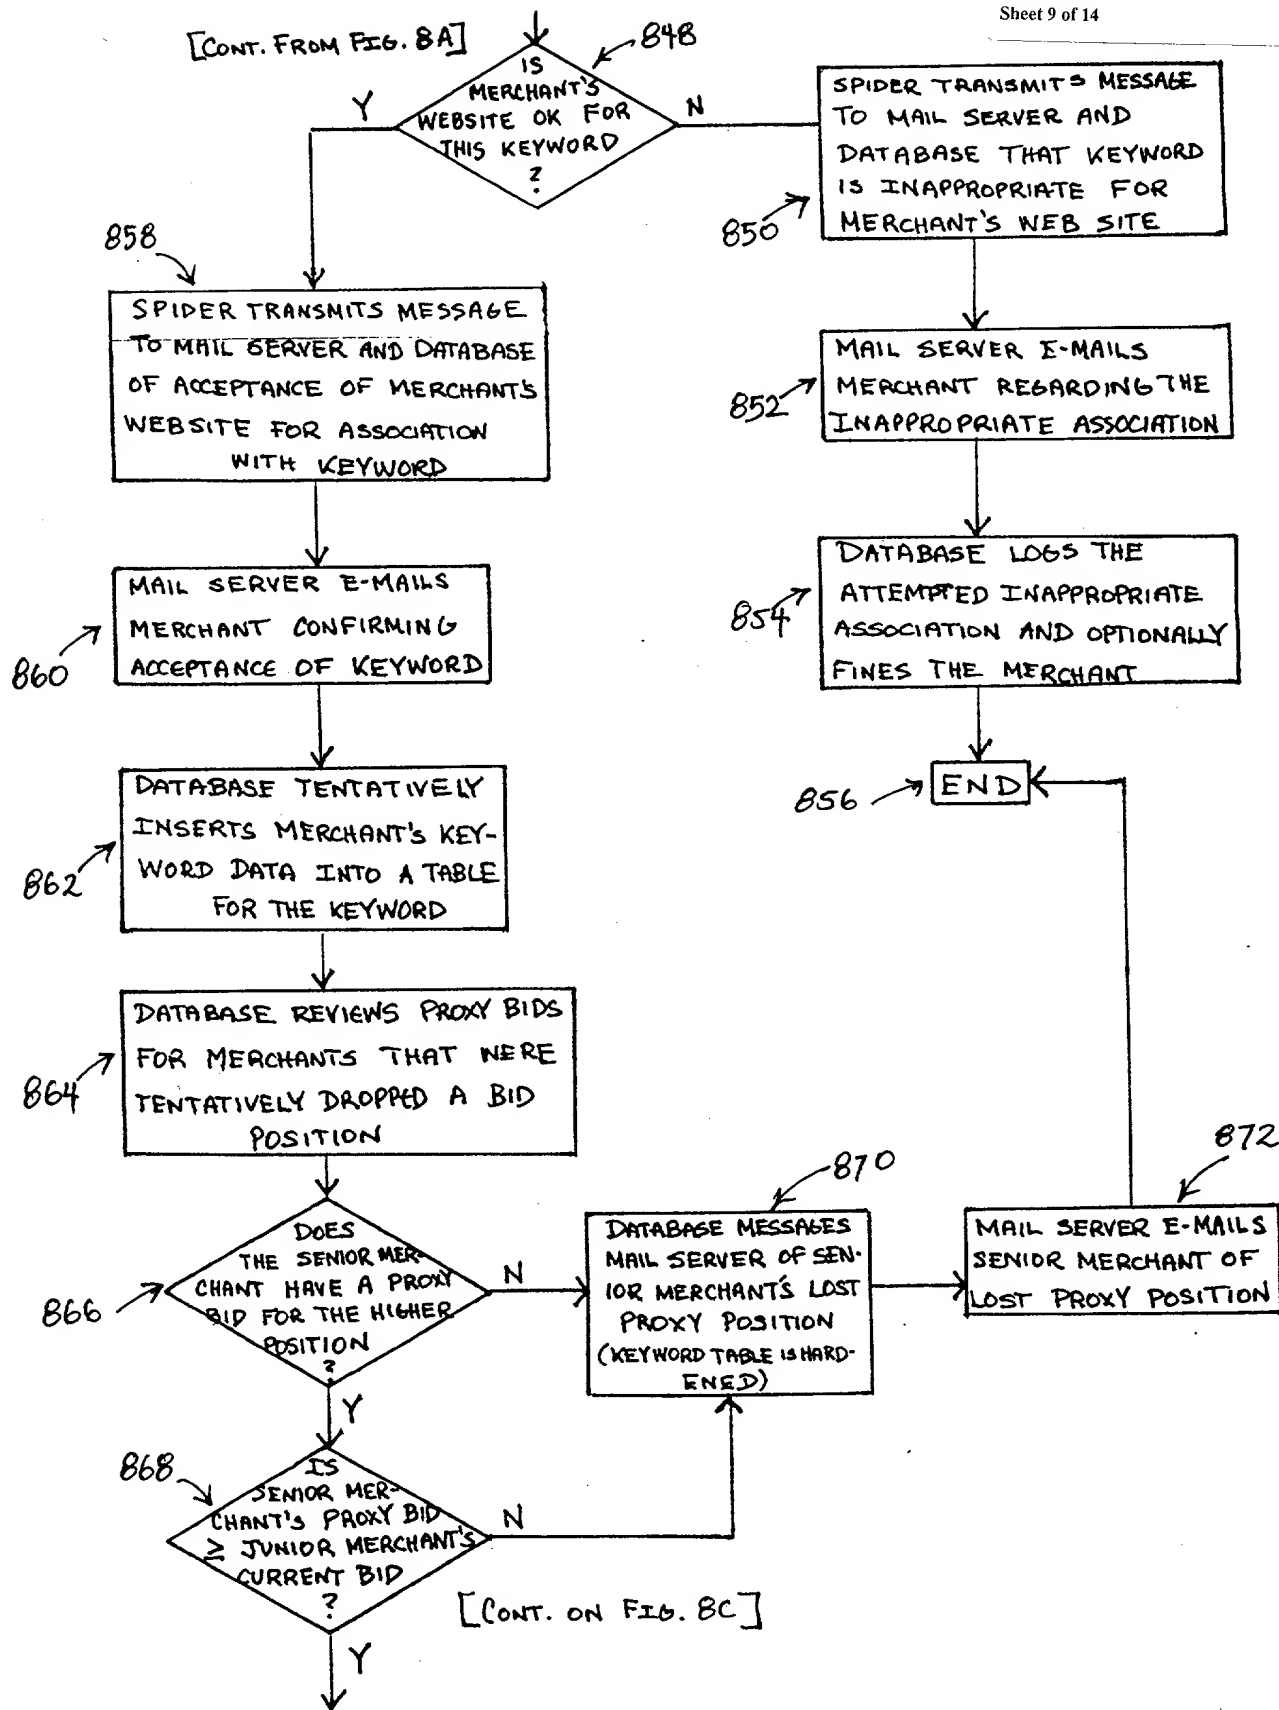 Sheet 9 of 14
[CONT. FROM FIG. 8A]
848
IS
MERCHANT'S
WEBSITE OK FOR
THIS KEYWORD
?
Y
N
SPIDER TRANSMITS MESSAGE
TO MAIL SERVER AND
DATABASE THAT KEYWORD
IS INAPPROPRIATE FOR
MERCHANT'S WEB SITE
850
858
SPIDER TRANSMITS MESSAGE
TO MAIL SERVER AND DATABASE
OF ACCEPTANCE OF MERCHANT'S
WEBSITE FOR ASSOCIATION
WITH KEYWORD
MAIL SERVER E-MAILS
MERCHANT REGARDING THE
INAPPROPRIATE ASSOCIATION
852
MAIL SERVER E-MAILS
MERCHANT CONFIRMING
ACCEPTANCE OF KEYWORD
860
DATABASE LOGS THE
ATTEMPTED INAPPROPRIATE
ASSOCIATION AND OPTIONALLY
FINES THE MERCHANT
854
856
END
DATABASE TENTATIVELY
INSERTS MERCHANT'S KEY-
WORD DATA INTO A TABLE
FOR THE KEYWORD
862
DATABASE REVIEWS PROXY BIDS
FOR MERCHANTS THAT WERE
TENTATIVELY DROPPED A BID
POSITION
864
DOES
THE SENIOR MER-
CHANT HAVE A PROXY
BID FOR THE HIGHER
POSITION
?
866
N
Y
870
DATABASE MESSAGES
MAIL SERVER OF SEN-
IOR MERCHANT'S LOST
PROXY POSITION
(KEYWORD TABLE IS HARD-
ENED)
872
MAIL SERVER E-MAILS
SENIOR MERCHANT OF
LOST PROXY POSITION
868
IS
SENIOR MER-
CHANT'S PROXY BID
≥ JUNIOR MERCHANT'S
CURRENT BID
?
N
Y
[CONT. ON FIG. 8C]